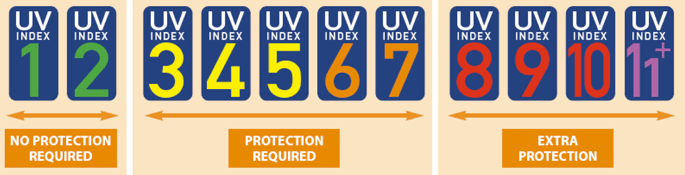 UV UV UV UV UV UV UV UV UV UV UV
INDEX INDEX INDEX INDEX INDEX INDEX INDEX INDEX INDEX INDEX INDEX
1 2 3 4 5 6 7 8 9 10 11+
NO PROTECTION
REQUIRED
PROTECTION
REQUIRED
EXTRA
PROTECTION